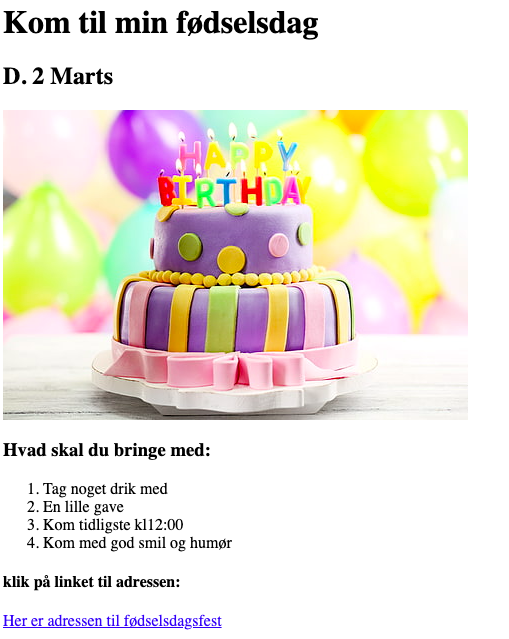 Kom til min fødselsdag
D. 2 Marts
HAPPY
BIRTHDAY
Hvad skal du bringe med:
1. Tag noget drik med
2. En lille gave
3. Kom tidligste kl12:00
4. Kom med god smil og humør
klik på linket til adressen:
Her er adressen til fødselsdagsfest